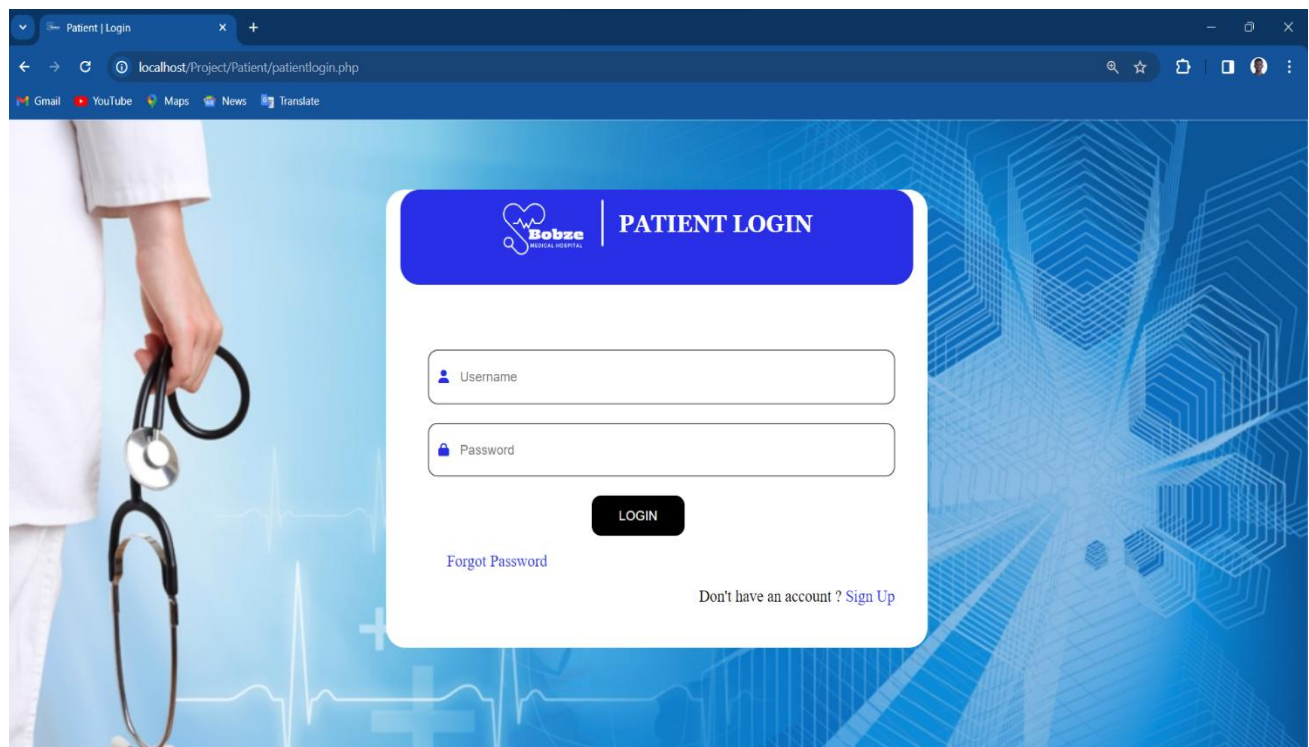 Patient | Login
localhost/Project/Patient/patientlogin.php
Gmail YouTube Maps News Translate
Bobze
MEDICAL HOSPITAL
PATIENT LOGIN
Username
Password
LOGIN
Forgot Password
Don't have an account ? Sign Up